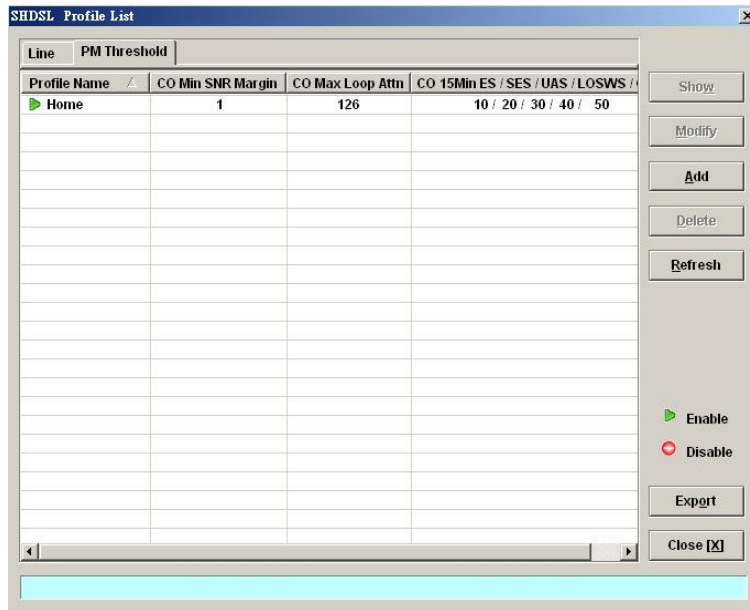 SHDSL Profile List
Line PM Threshold
Profile Name CO Min SNR Margin CO Max Loop Attn CO 15Min ES / SES / UAS / LOSWS /
Home 1 126 10 / 20 / 30 / 40 / 50
Show
Modify
Add
Delete
Refresh
Enable
Disable
Export
Close [X]